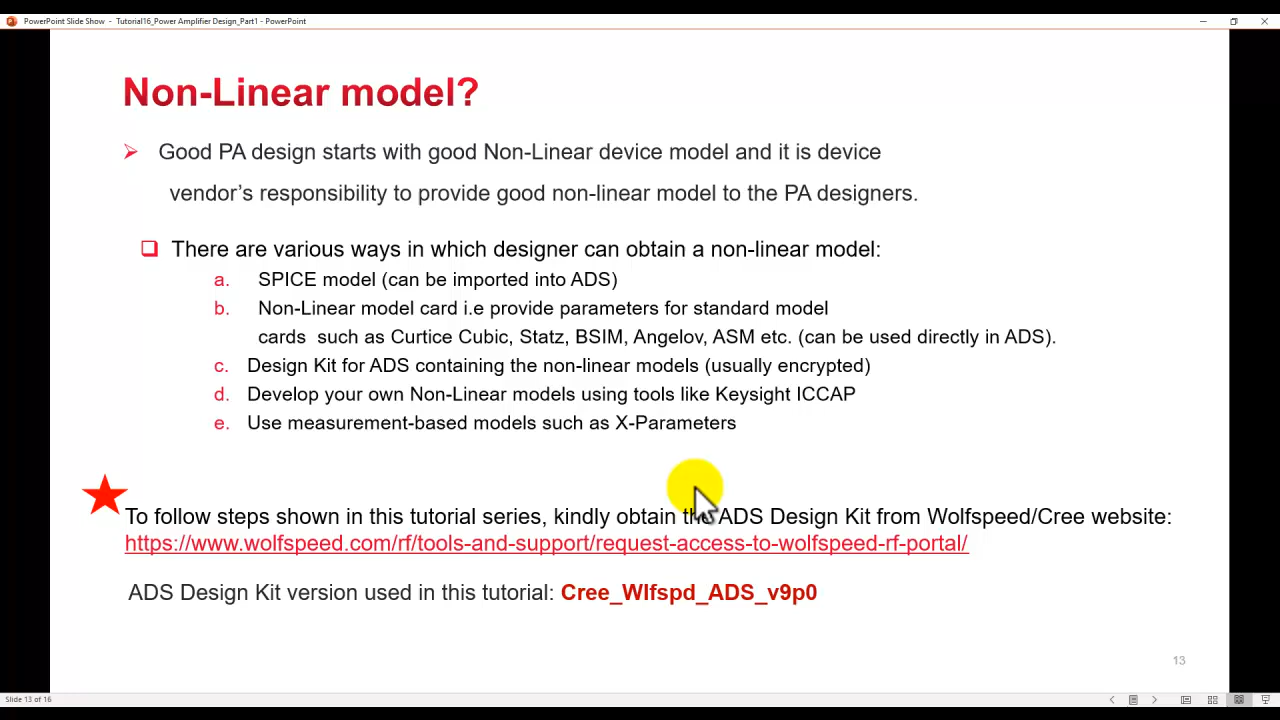 PowerPoint Slide Show - Tutorial16_Power Amplifier Design_Part1 - PowerPoint
Non-Linear model?
Good PA design starts with good Non-Linear device model and it is device
vendor's responsibility to provide good non-linear model to the PA designers.
There are various ways in which designer can obtain a non-linear model:
a. SPICE model (can be imported into ADS)
b. Non-Linear model card i.e provide parameters for standard model
cards such as Curtice Cubic, Statz, BSIM, Angelov, ASM etc. (can be used directly in ADS).
c. Design Kit for ADS containing the non-linear models (usually encrypted)
d. Develop your own Non-Linear models using tools like Keysight ICCAP
e. Use measurement-based models such as X-Parameters
To follow steps shown in this tutorial series, kindly obtain the ADS Design Kit from Wolfspeed/Cree website:
https://www.wolfspeed.com/rf/tools-and-support/request-access-to-wolfspeed-rf-portal/
ADS Design Kit version used in this tutorial: Cree_Wlfspd_ADS_v9p0
13
Slide 13 of 16